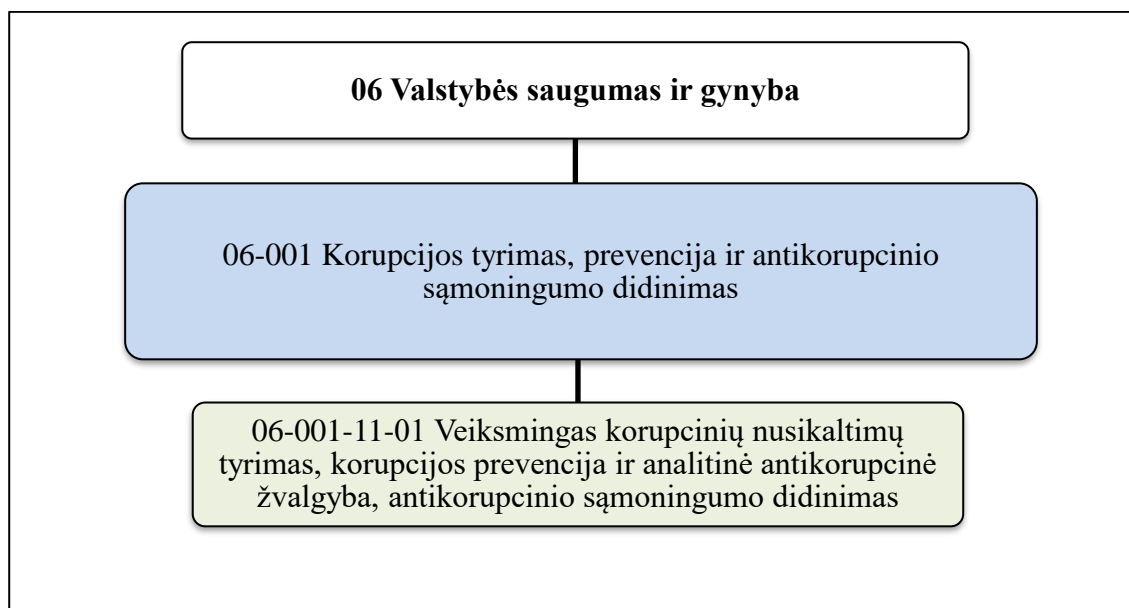 06 Valstybės saugumas ir gynyba
06-001 Korupcijos tyrimas, prevencija ir antikorupcinio
sąmoningumo didinimas
06-001-11-01 Veiksmingas korupcinių nusikaltimų
tyrimas, korupcijos prevencija ir analitinė antikorupcinė
žvalgyba, antikorupcinio sąmoningumo didinimas